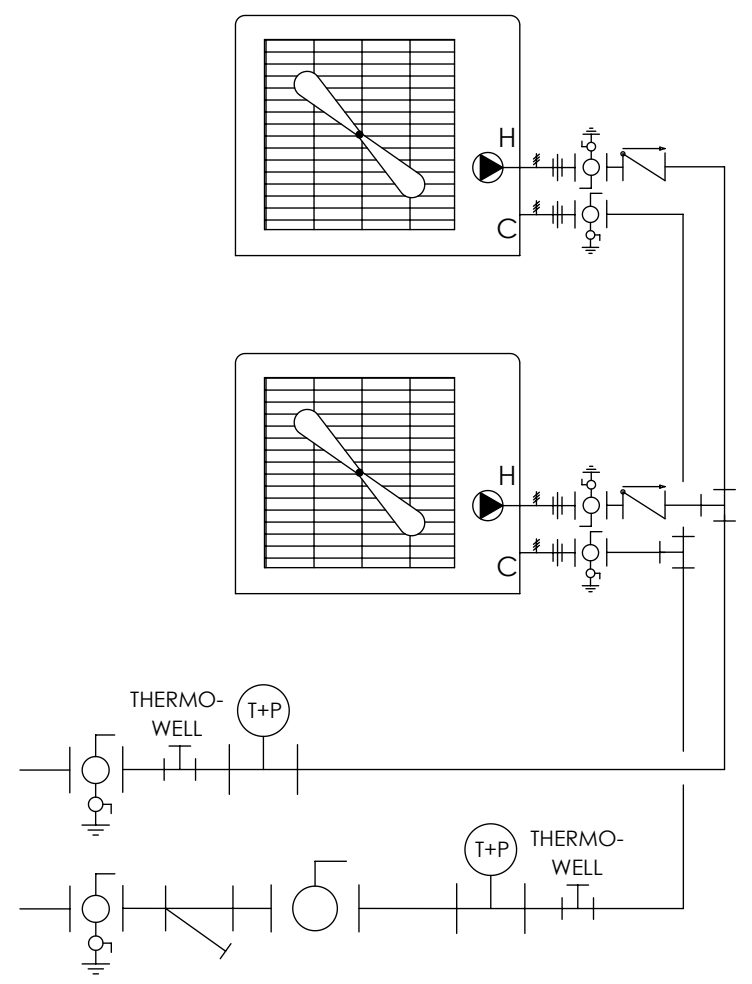 H
C
H
C
THERMO-
WELL
T+P
T+P
THERMO-
WELL